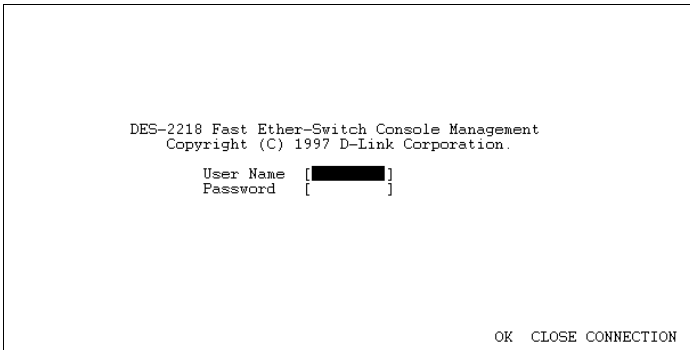 DES-2218 Fast Ether-Switch Console Management
Copyright (C) 1997 D-Link Corporation.
User Name [ ]
Password [ ]
OK CLOSE CONNECTION